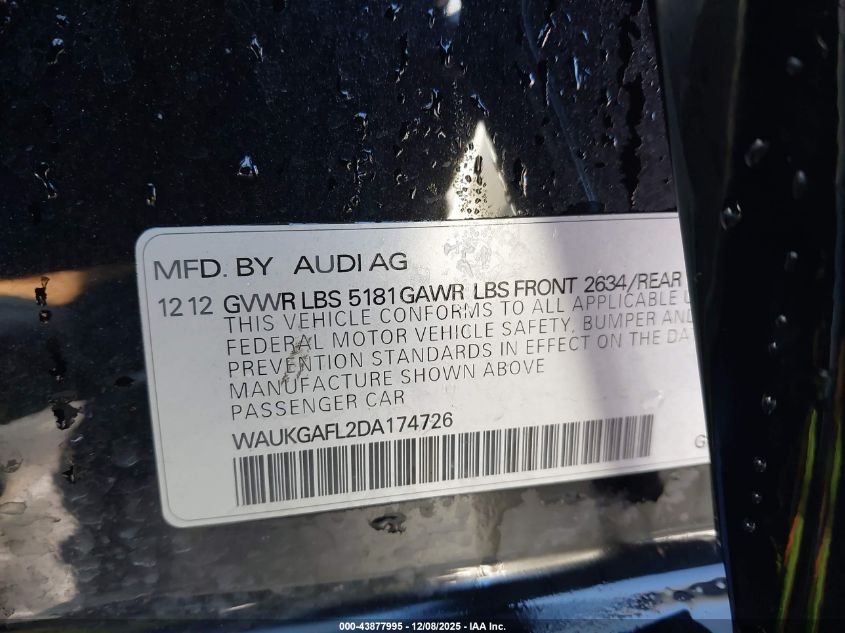 MFD. BY AUDI AG
12 12 GVWR LBS 5181 GAWR LBS FRONT 2634/REAR
THIS VEHICLE CONFORMS TO ALL APPLICABLE
FEDERAL MOTOR VEHICLE SAFETY, BUMPER AND
PREVENTION STANDARDS IN EFFECT ON THE DA
MANUFACTURE SHOWN ABOVE
PASSENGER CAR
WAUKGAFL2DA174726
G
000-43877995 - 12/08/2025 - IAA Inc.